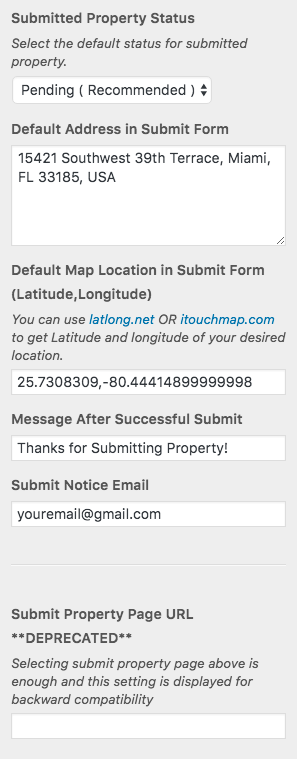 Submitted Property Status
Select the default status for submitted
property.
Pending ( Recommended )
Default Address in Submit Form
15421 Southwest 39th Terrace, Miami,
FL 33185, USA
Default Map Location in Submit Form
(Latitude,Longitude)
You can use latlong.net OR itouchmap.com
to get Latitude and longitude of your desired
location.
25.7308309,-80.44414899999998
Message After Successful Submit
Thanks for Submitting Property!
Submit Notice Email
youremail@gmail.com
Submit Property Page URL
**DEPRECATED**
Selecting submit property page above is
enough and this setting is displayed for
backward compatibility